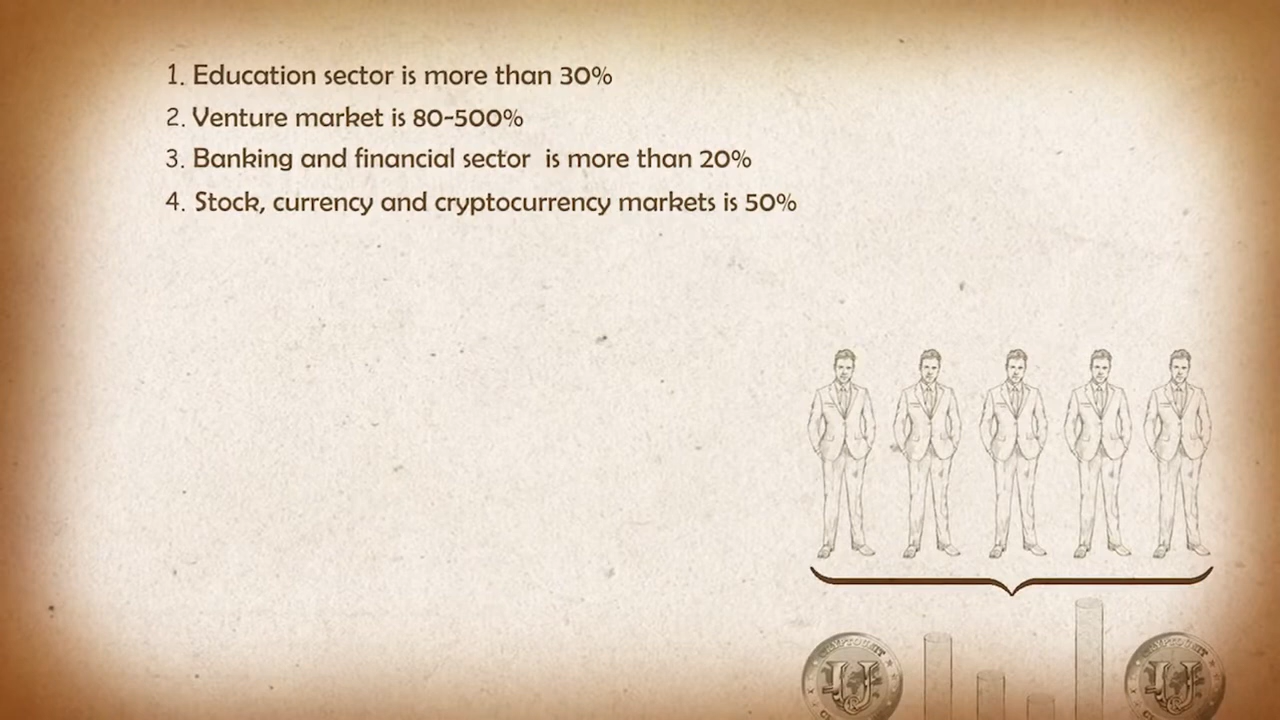 1. Education sector is more than 30%
2. Venture market is 80-500%
3. Banking and financial sector is more than 20%
4. Stock, currency and cryptocurrency markets is 50%